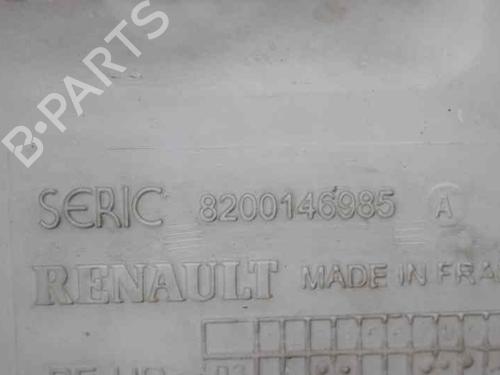 B-PARTS
SERIC 8200146985 A
RENAULT MADE IN FRA